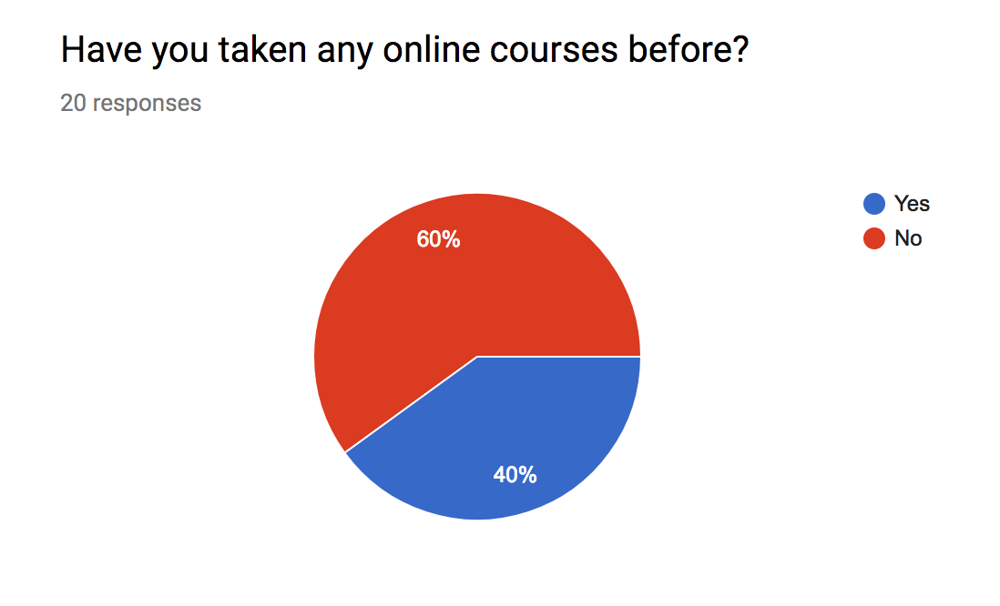 Have you taken any online courses before?
20 responses
Yes
No
60%
40%